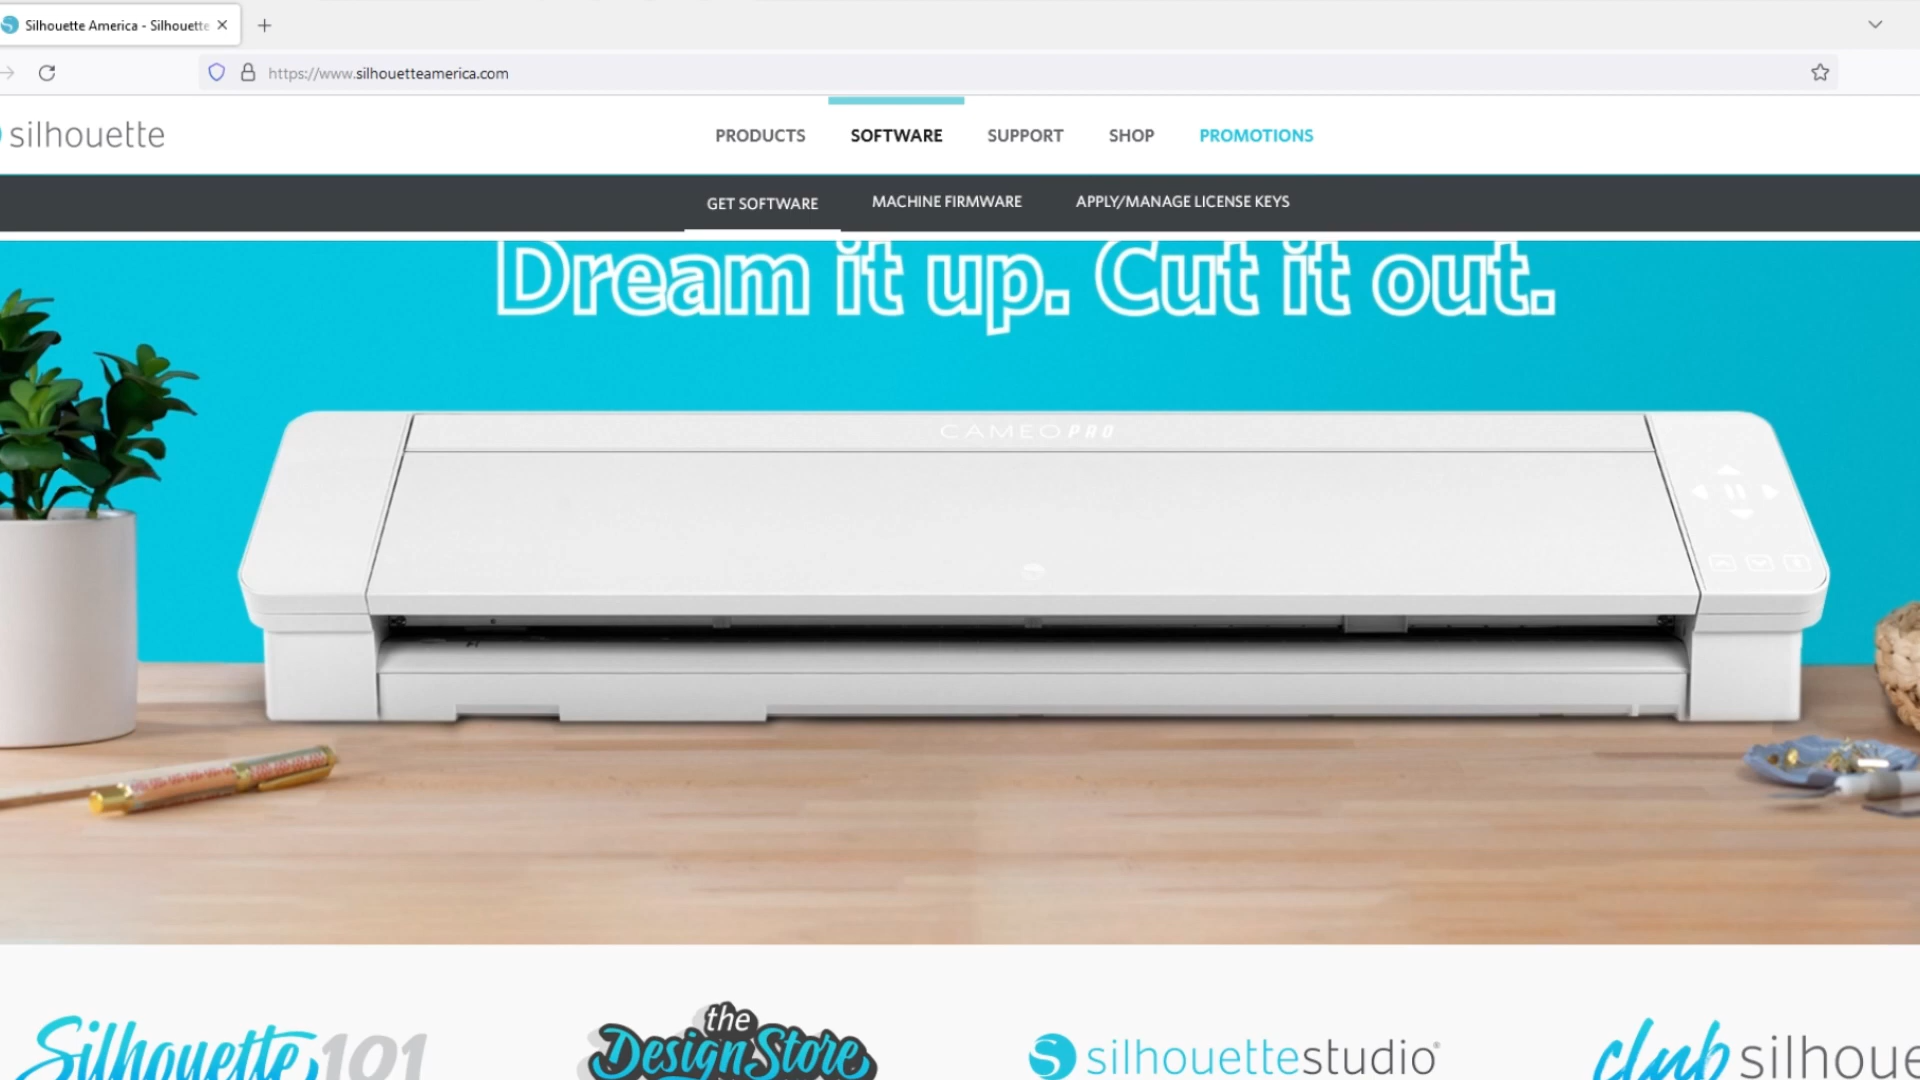 Silhouette America - Silhouette
https://www.silhouetteamerica.com
silhouette
PRODUCTS SOFTWARE SUPPORT SHOP PROMOTIONS
GET SOFTWARE MACHINE FIRMWARE APPLY/MANAGE LICENSE KEYS
Dream it up. Cut it out.
CAMEO PRO
Silhouette 101
the
Design Store
silhouettestudio®
club silhoue